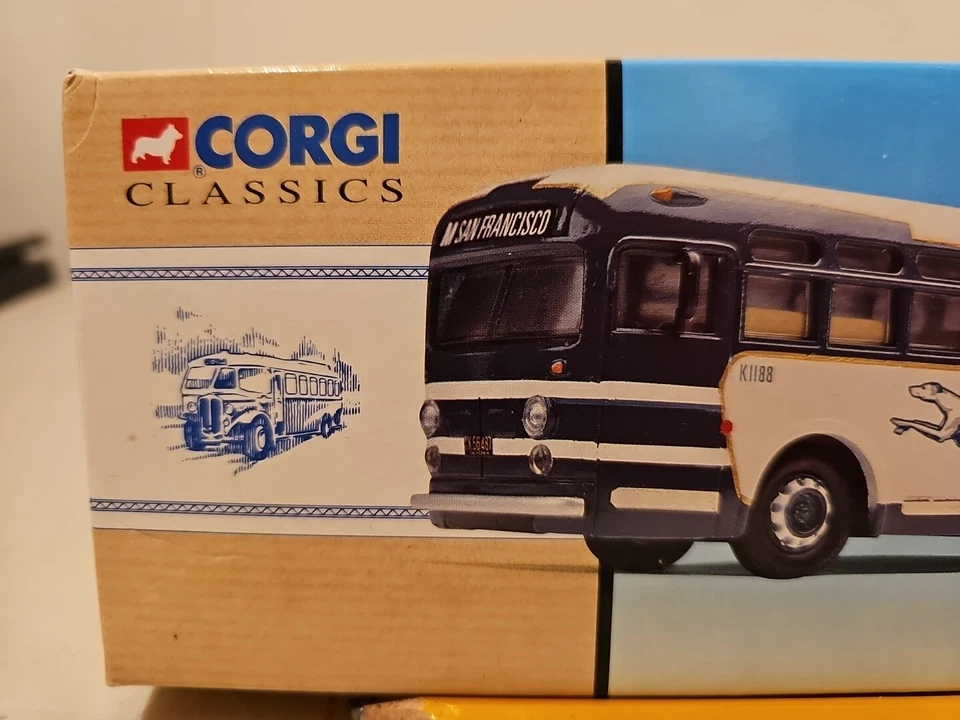 CORGI
®
CLASSICS
SAN FRANCISCO
K1188